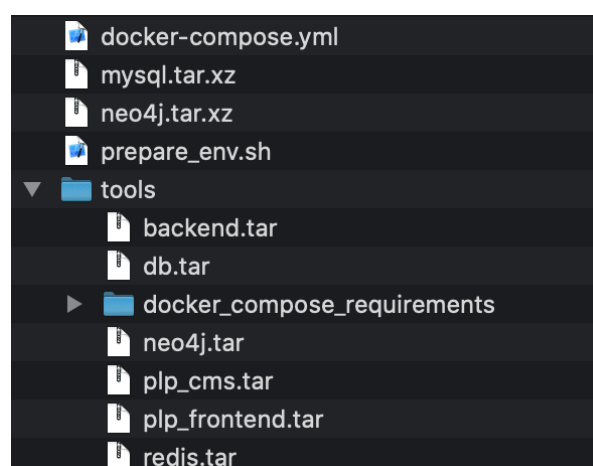 docker-compose.yml
mysql.tar.xz
neo4j.tar.xz
prepare_env.sh
tools
backend.tar
db.tar
docker_compose_requirements
neo4j.tar
plp_cms.tar
plp_frontend.tar
redis.tar